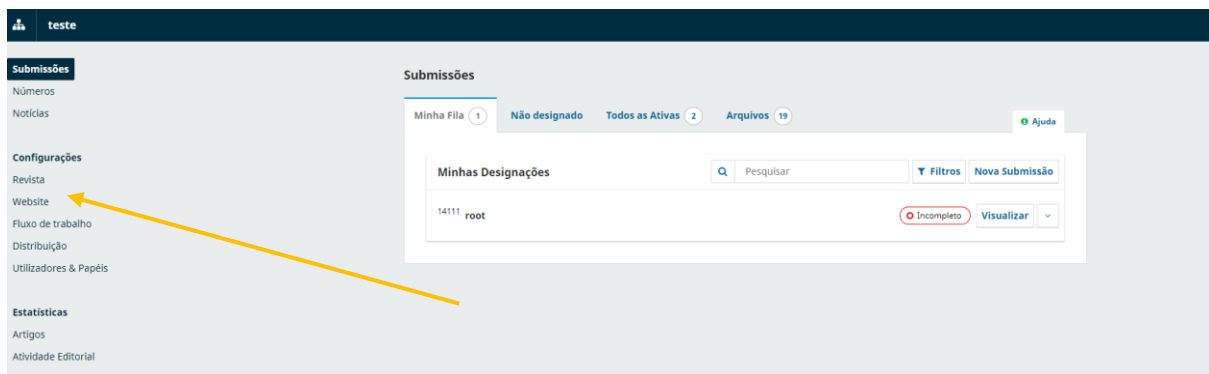 teste
Submissões
Números
Notícias
Configurações
Revista
Website
Fluxo de trabalho
Distribuição
Utilizadores & Papéis
Estatísticas
Artigos
Atividade Editorial
Submissões
Minha Fila 1 Não designado Todos as Ativas 2 Arquivos 19
Ajuda
Minhas Designações Pesquisar Filtros Nova Submissão
14111 root Incompleto Visualizar